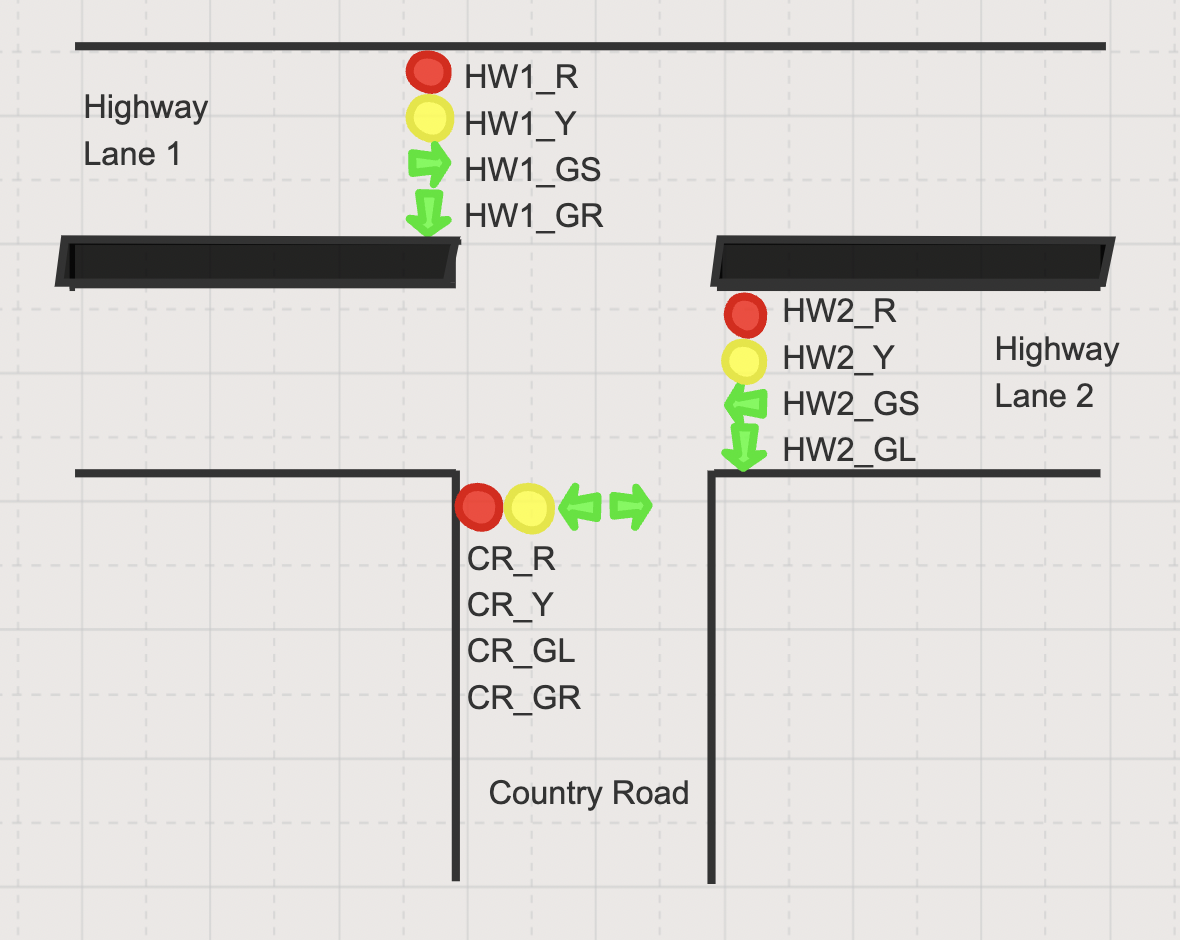 HW1_R
Highway
Lane 1
HW1_Y
HW1_GS
HW1_GR
HW2_R
HW2_Y
HW2_GS
HW2_GL
Highway
Lane 2
CR_R
CR_Y
CR_GL
CR_GR
Country Road